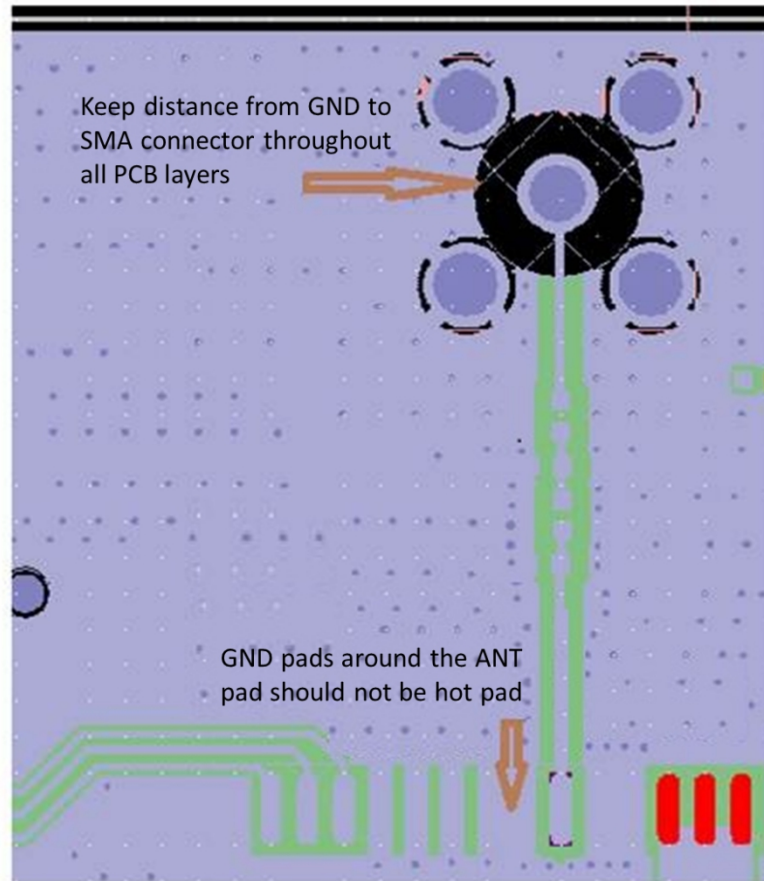 Keep distance from GND to
SMA connector throughout
all PCB layers
GND pads around the ANT
pad should not be hot pad